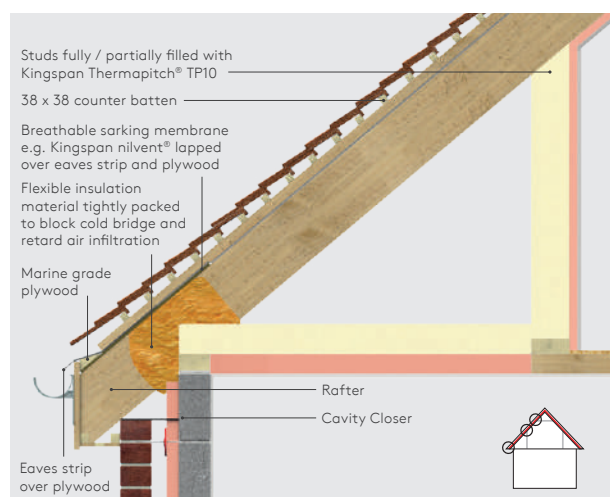 Studs fully / partially filled with
Kingspan Thermapitch® TP10
38 x 38 counter batten
Breathable sarking membrane
e.g. Kingspan nilvent® lapped
over eaves strip and plywood
Flexible insulation
material tightly packed
to block cold bridge and
retard air infiltration
Marine grade
plywood
Rafter
Cavity Closer
Eaves strip
over plywood